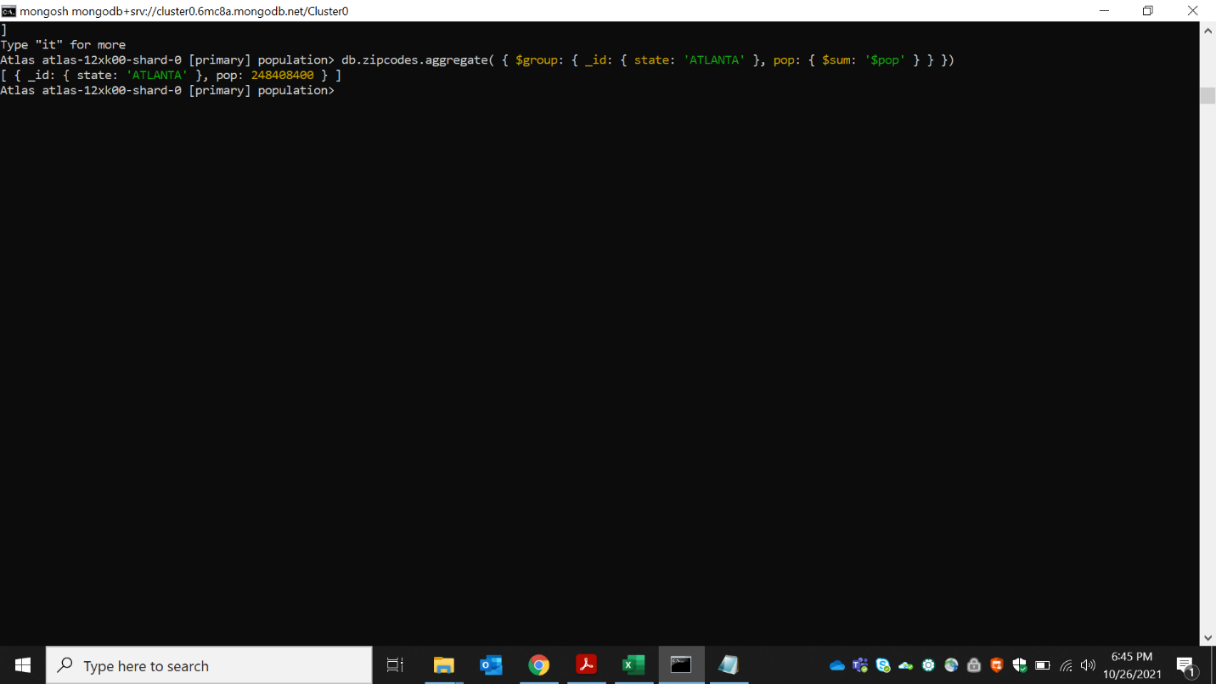 mongosh mongodb+srv://cluster0.6mc8a.mongodb.net/Cluster0
]
Type "it" for more
Atlas atlas-12xk00-shard-0 [primary] population> db.zipcodes.aggregate( { $group: { _id: { state: 'ATLANTA' }, pop: { $sum: '$pop' } } })
[ { _id: { state: 'ATLANTA' }, pop: 248408400 } ]
Atlas atlas-12xk00-shard-0 [primary] population>
Type here to search
6:45 PM
10/26/2021
1